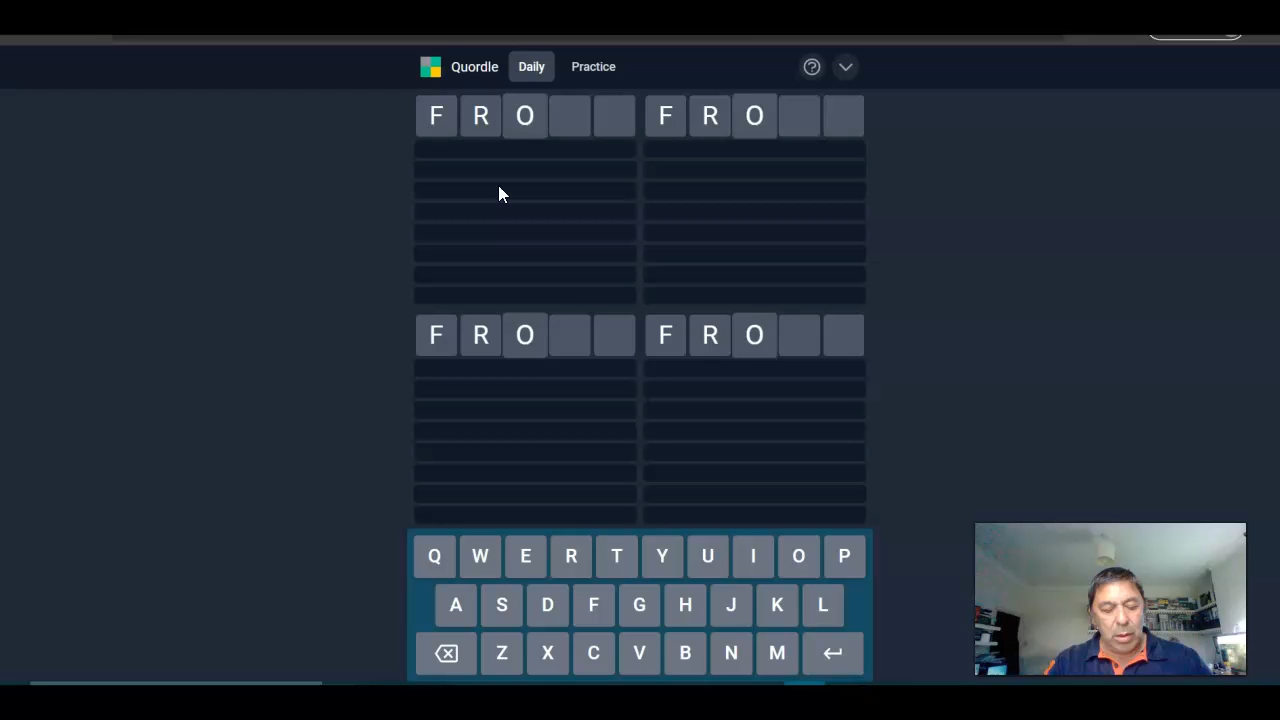 Quordle Daily Practice
F R O F R O
F R O F R O
Q W E R T Y U I O P
A S D F G H J K L
Z X C V B N M